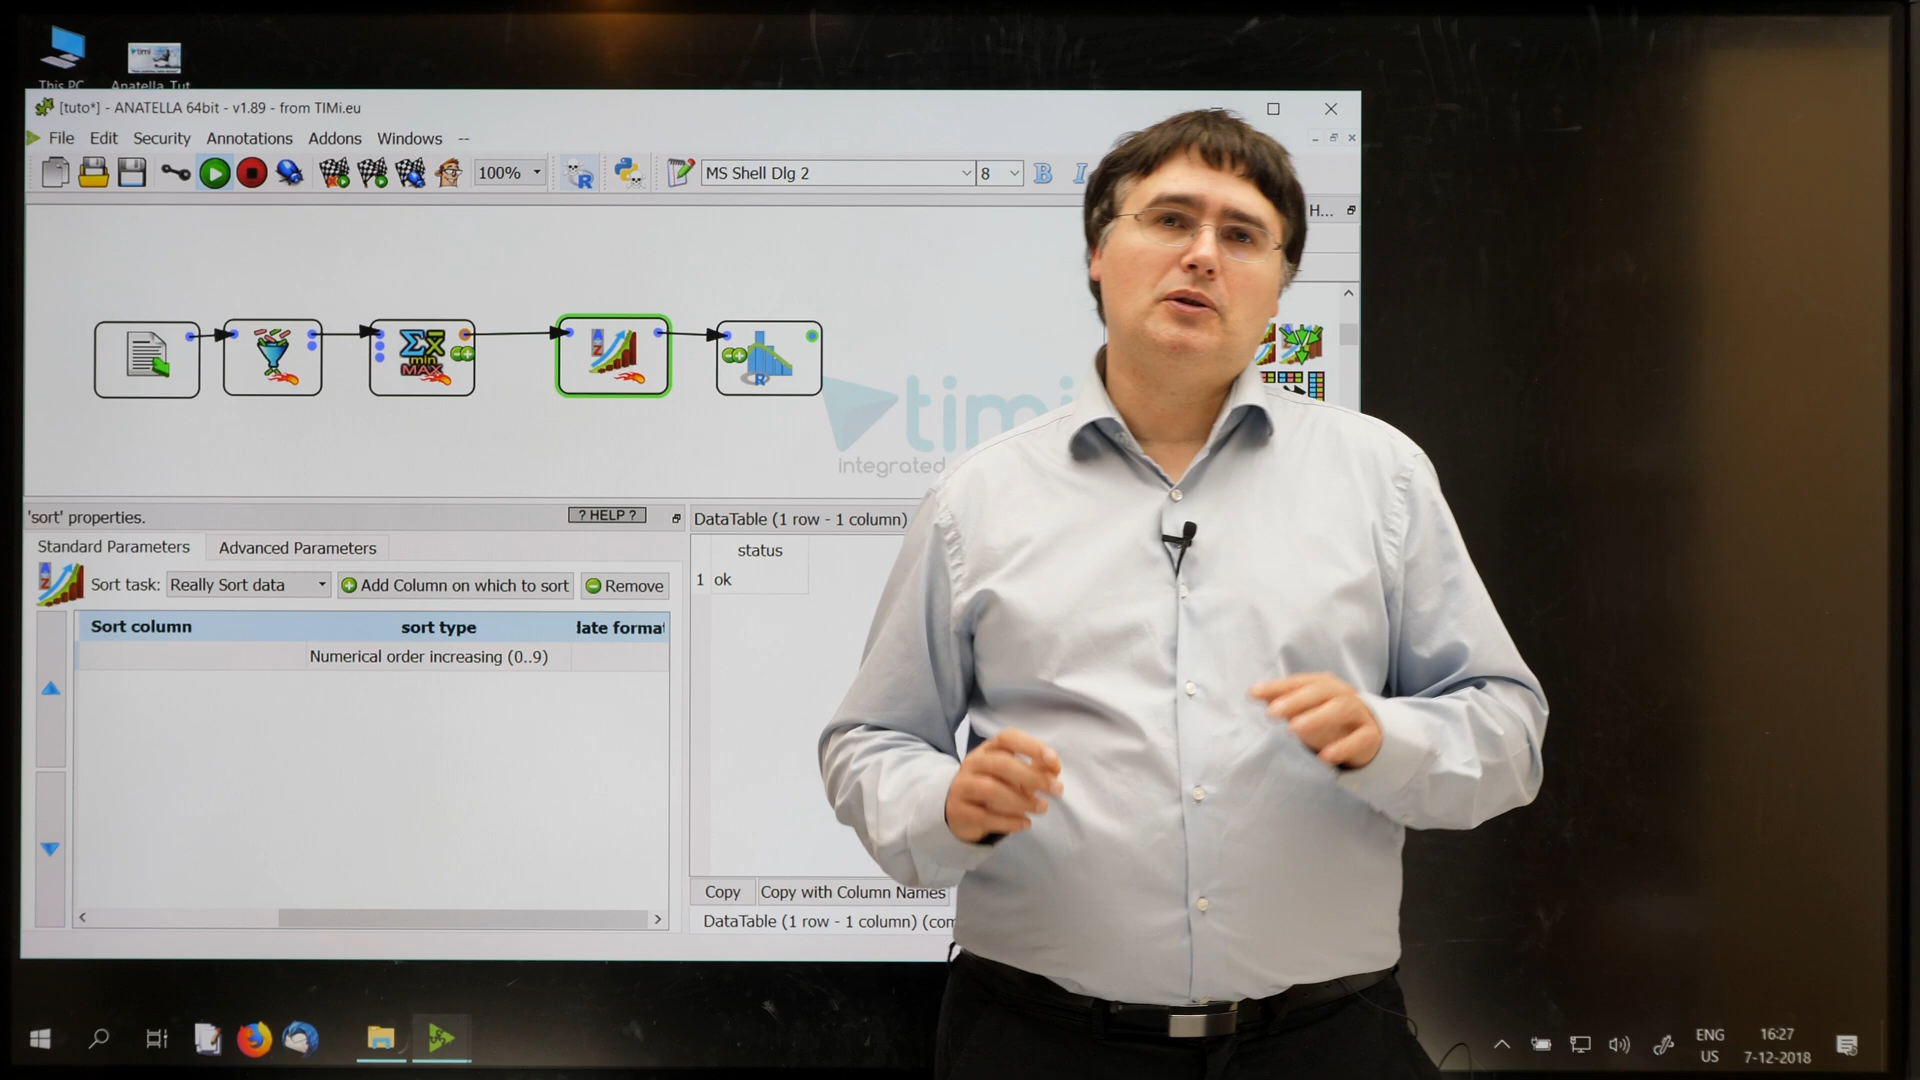 This PC
Anatella_Tut
[tuto*] - ANATELLA 64bit - v1.89 - from TIMi.eu
File Edit Security Annotations Addons Windows --
100%
MS Shell Dlg 2
8
B
I
H...
timi
integrated
'sort' properties.
? HELP ?
Standard Parameters
Advanced Parameters
Sort task:
Really Sort data
Add Column on which to sort
Remove
Sort column
sort type
late format
Numerical order increasing (0..9)
DataTable (1 row - 1 column)
status
1 ok
Copy
Copy with Column Names
DataTable (1 row - 1 column) (com
ENG
US
16:27
7-12-2018